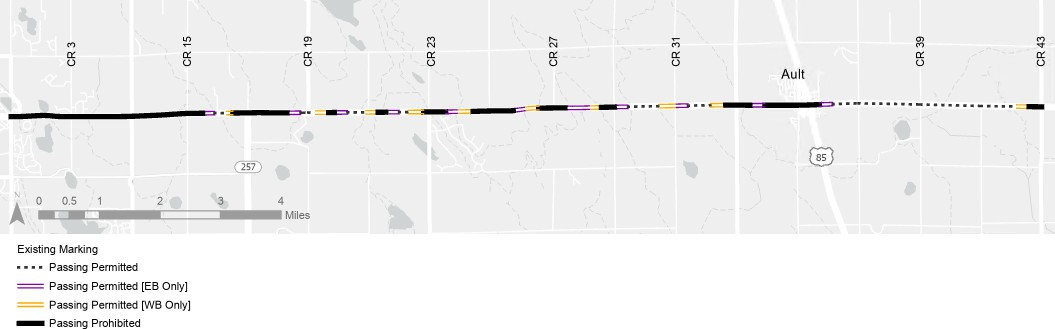 CR 3
CR 15
CR 19
CR 23
CR 27
CR 31
CR 39
CR 43
Ault
257
85
N
0 0.5 1 2 3 4
Miles
Existing Marking
Passing Permitted
Passing Permitted [EB Only]
Passing Permitted [WB Only]
Passing Prohibited